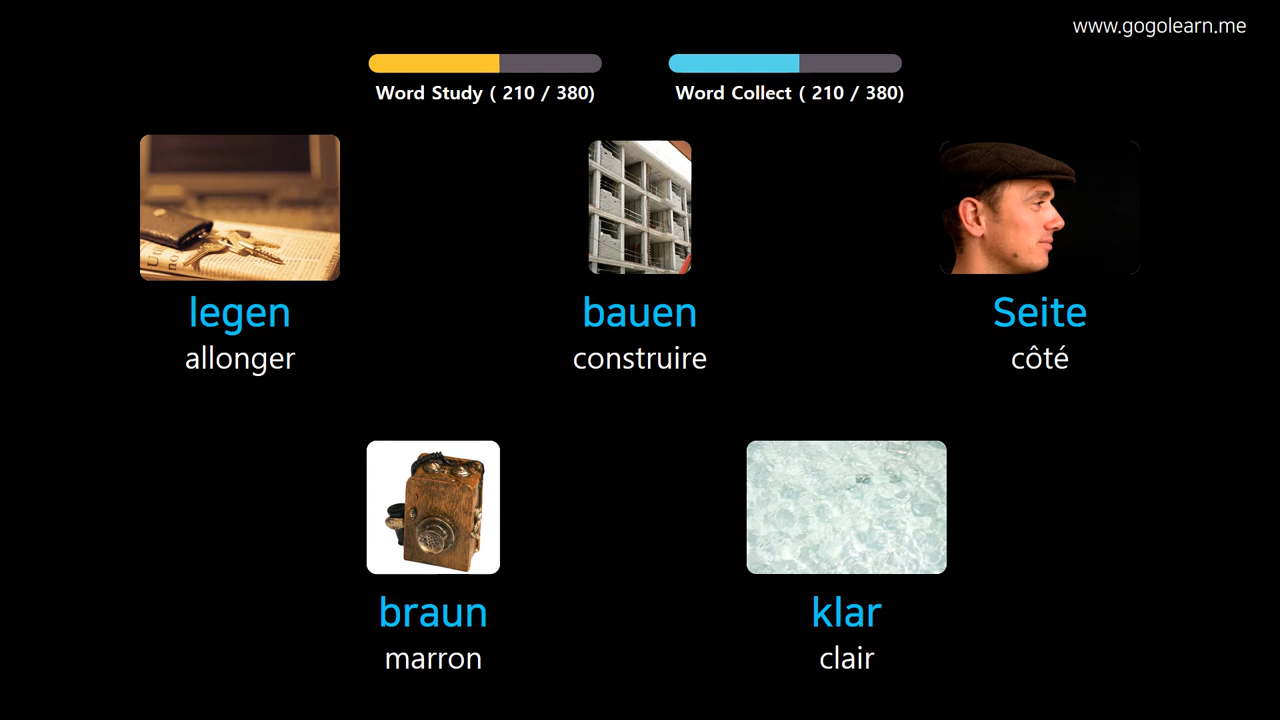 www.gogolearn.me
Word Study ( 210 / 380)
Word Collect ( 210 / 380)
legen
allonger
bauen
construire
Seite
côté
braun
marron
klar
clair